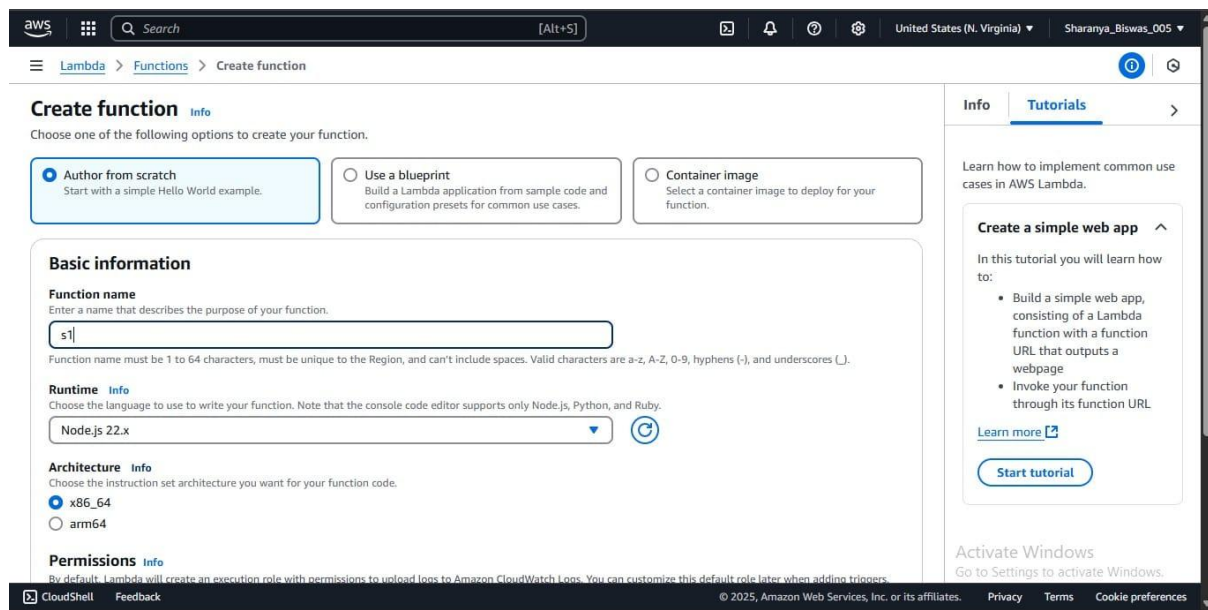 aws
Search [Alt+S]
United States (N. Virginia)
Sharanya_Biswas_005
Lambda > Functions > Create function
Create function Info
Choose one of the following options to create your function.
Author from scratch
Start with a simple Hello World example.
Use a blueprint
Build a Lambda application from sample code and
configuration presets for common use cases.
Container image
Select a container image to deploy for your
function.
Basic information
Function name
Enter a name that describes the purpose of your function.
s1
Function name must be 1 to 64 characters, must be unique to the Region, and can't include spaces. Valid characters are a-z, A-Z, 0-9, hyphens (-), and underscores (_).
Runtime Info
Choose the language to use to write your function. Note that the console code editor supports only Node.js, Python, and Ruby.
Node.js 22.x
Architecture Info
Choose the instruction set architecture you want for your function code.
x86_64
arm64
Permissions Info
By default, Lambda will create an execution role with permissions to upload logs to Amazon CloudWatch Logs. You can customize this default role later when adding triggers.
Info
Tutorials
Learn how to implement common use
cases in AWS Lambda.
Create a simple web app
In this tutorial you will learn how
to:
• Build a simple web app,
consisting of a Lambda
function with a function
URL that outputs a
webpage
• Invoke your function
through its function URL
Learn more
Start tutorial
Activate Windows
Go to Settings to activate Windows.
CloudShell Feedback
© 2025, Amazon Web Services, Inc. or its affiliates. Privacy Terms Cookie preferences